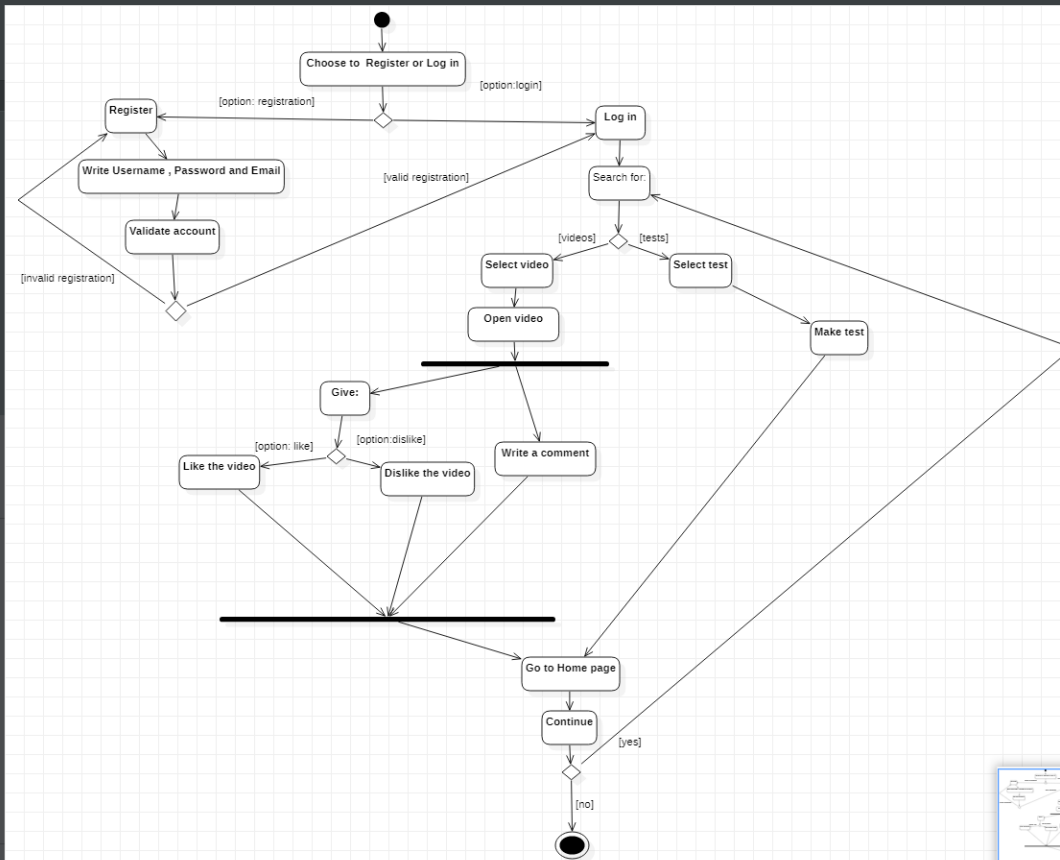 Choose to  Register or Log in
[option:login]
[option: registration]
Register
Log in
Write Username , Password and Email
[valid registration]
Search for:
Validate account
[videos]
[tests]
Select video
Select test
[invalid registration]
Open video
Make test
Give:
[option: like]
[option:dislike]
Write a comment
Like the video
Dislike the video
Go to Home page
Continue
[yes]
[no]